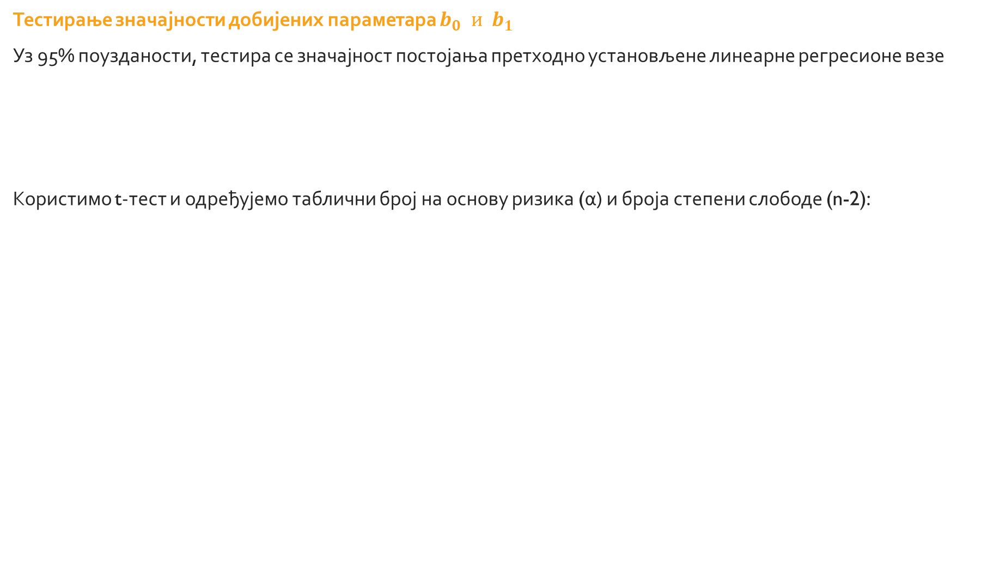 Тестирање значајности добијених параметара b₀ и b₁
Уз 95% поузданости, тестира се значајност постојања претходно установљене линеарне регресионе везе
Користимо t-тест и одређујемо таблични број на основу ризика (α) и броја степени слободе (n-2):